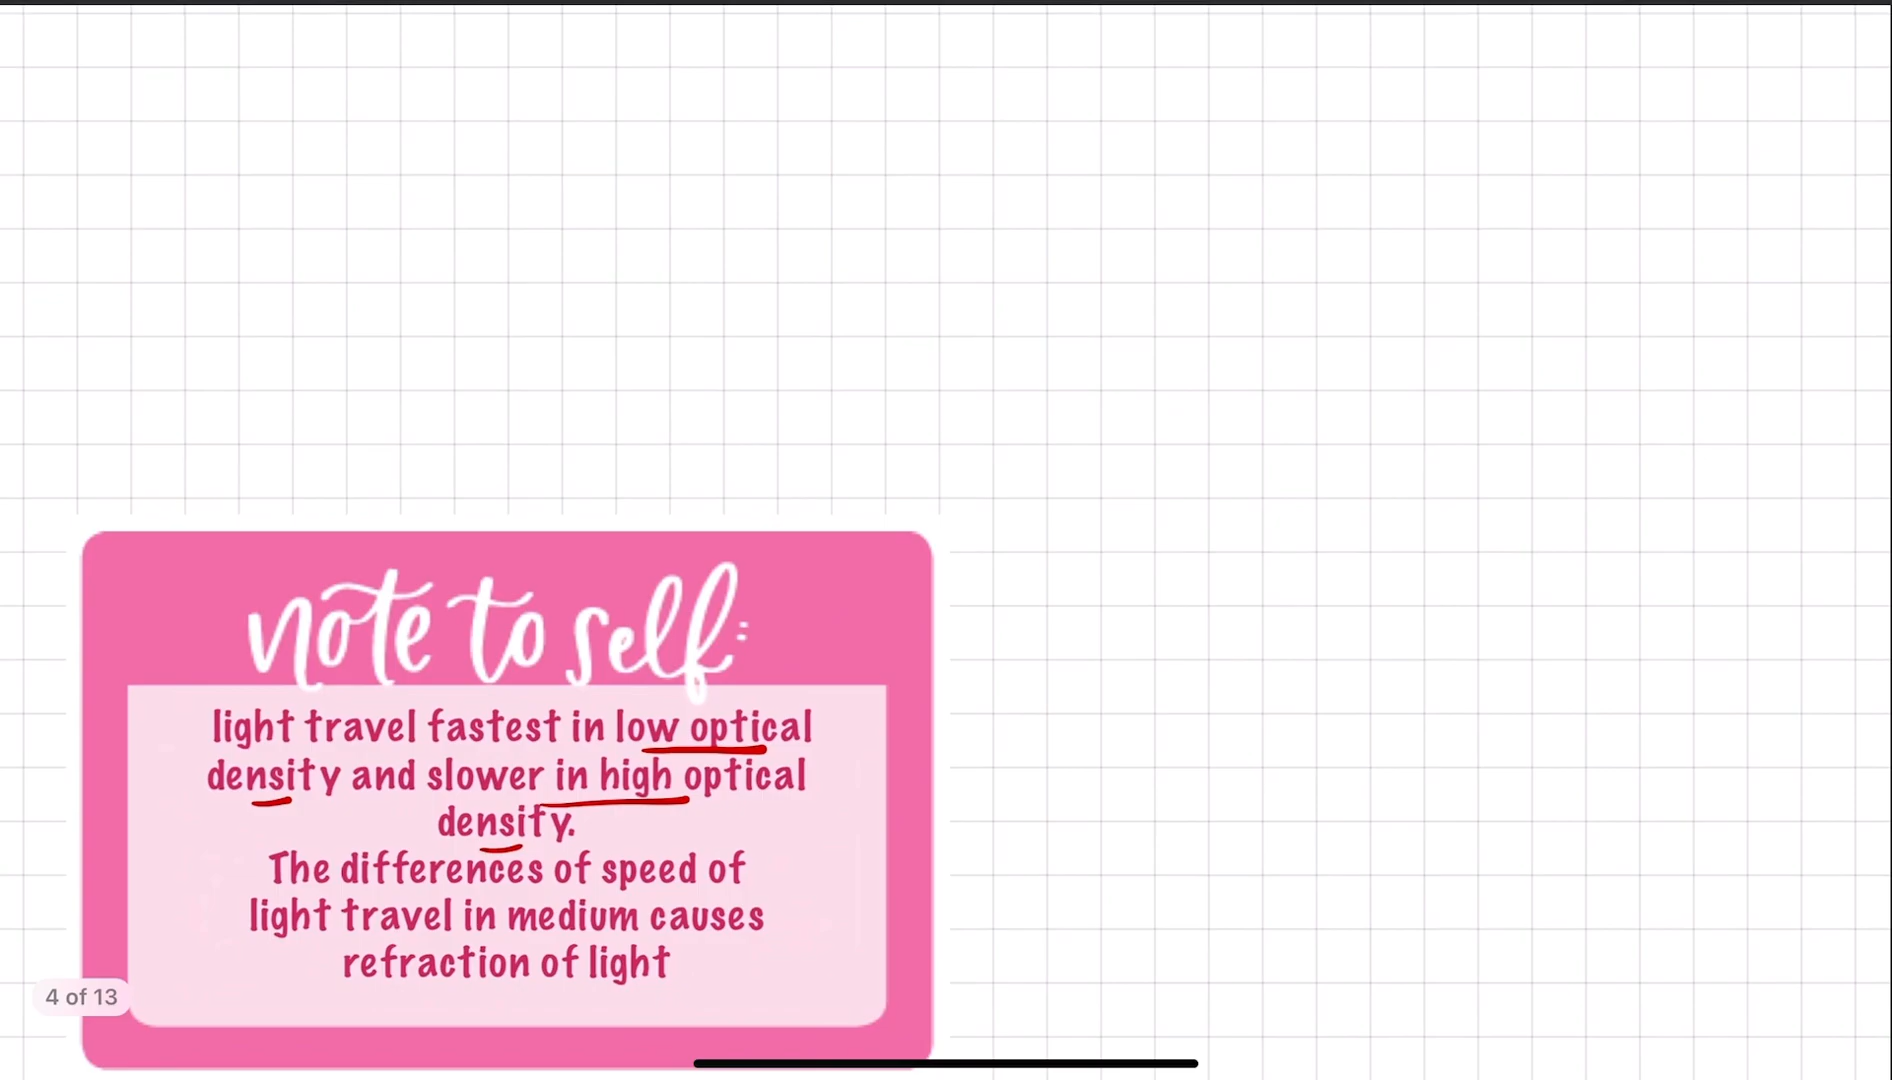 note to self:
light travel fastest in low optical
density and slower in high optical
density.
The differences of speed of
light travel in medium causes
refraction of light
4 of 13